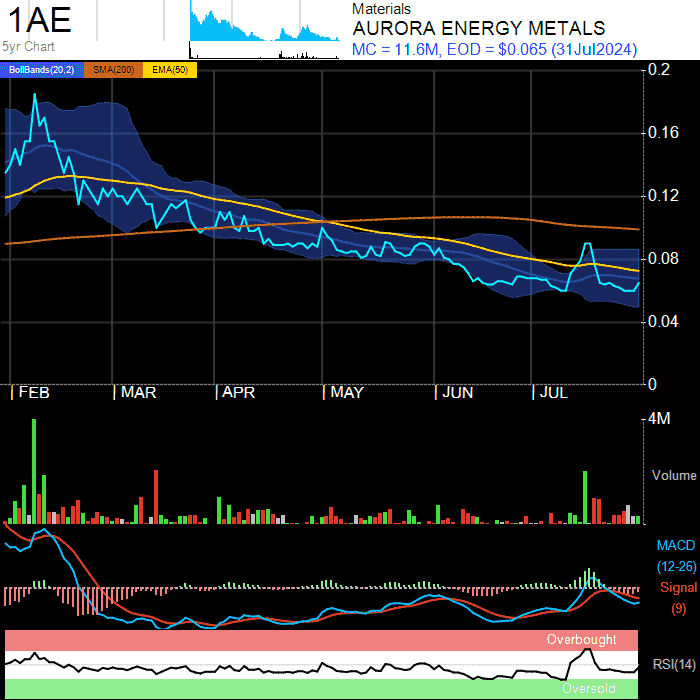 1AE
5yr Chart
Materials
AURORA ENERGY METALS
MC = 11.6M, EOD = $0.065 (31Jul2024)
BollBands(20,2) SMA(200) EMA(50)
0.2
0.16
0.12
0.08
0.04
0
FEB MAR APR MAY JUN JUL
4M
Volume
MACD
(12-26)
Signal
(9)
Overbought
RSI(14)
Oversold